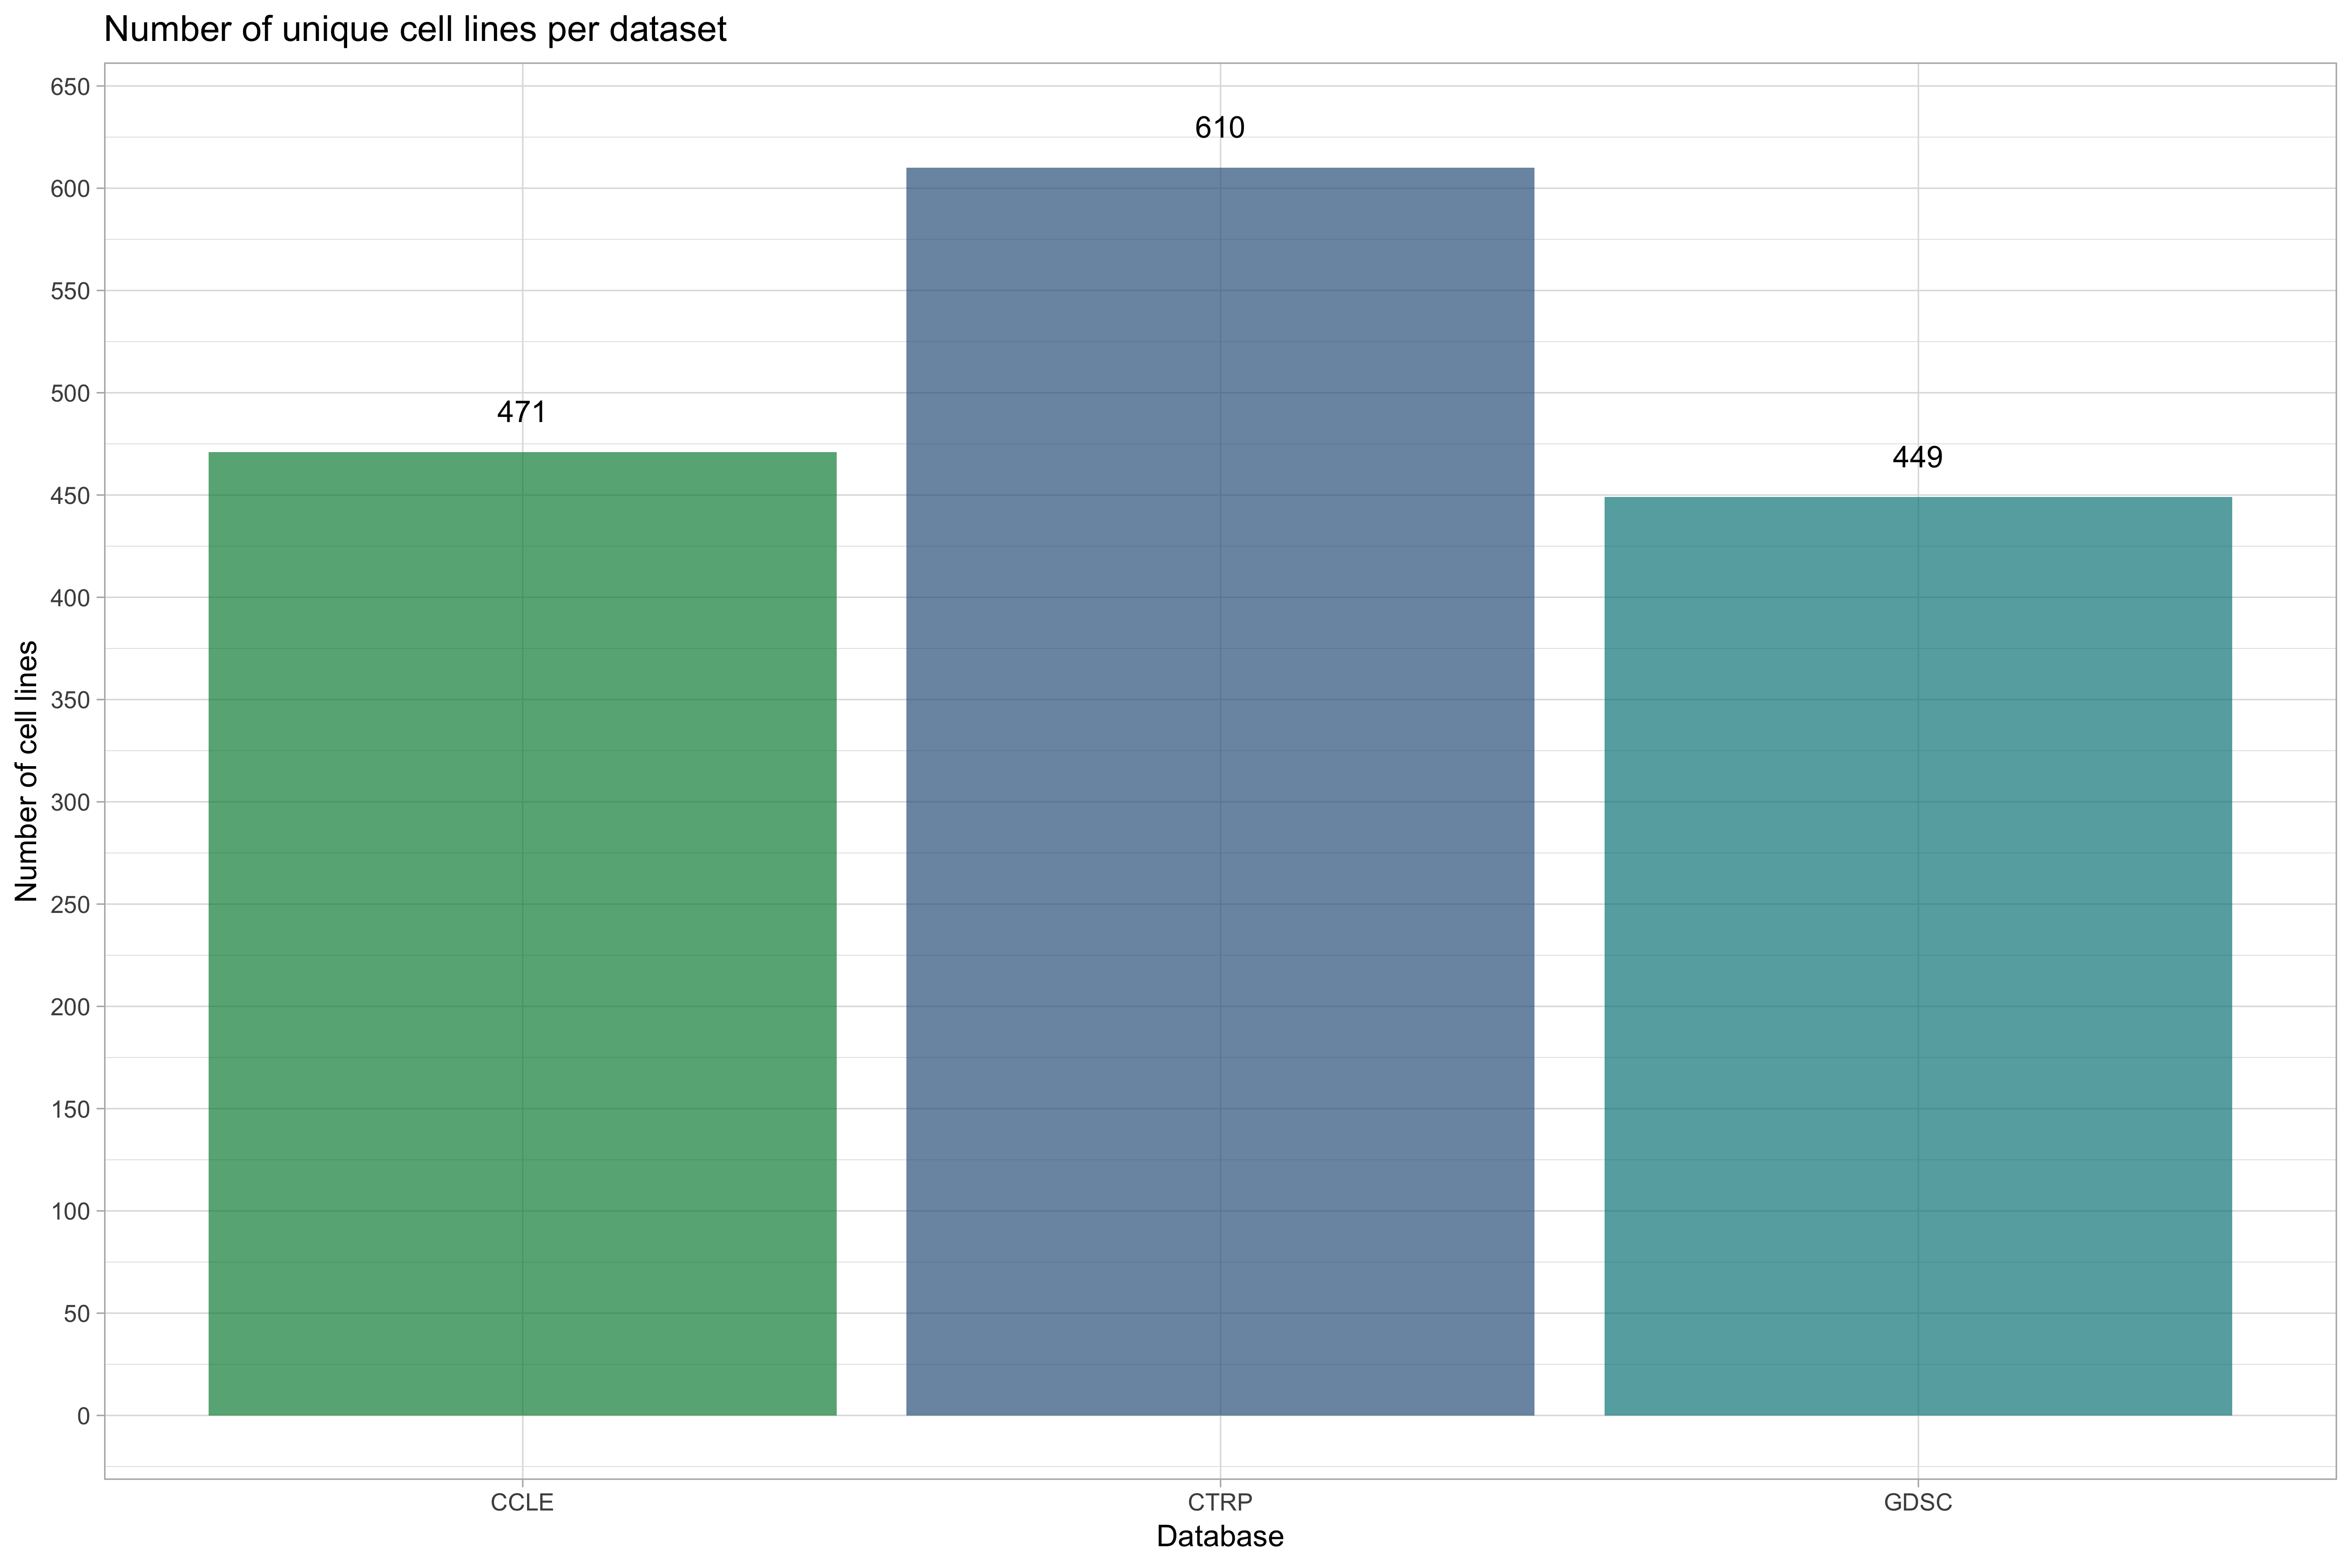 Number of unique cell lines per dataset
650
600
550
500
450
400
350
300
250
200
150
100
50
0
Number of cell lines
610
471
449
CCLE
CTRP
GDSC
Database